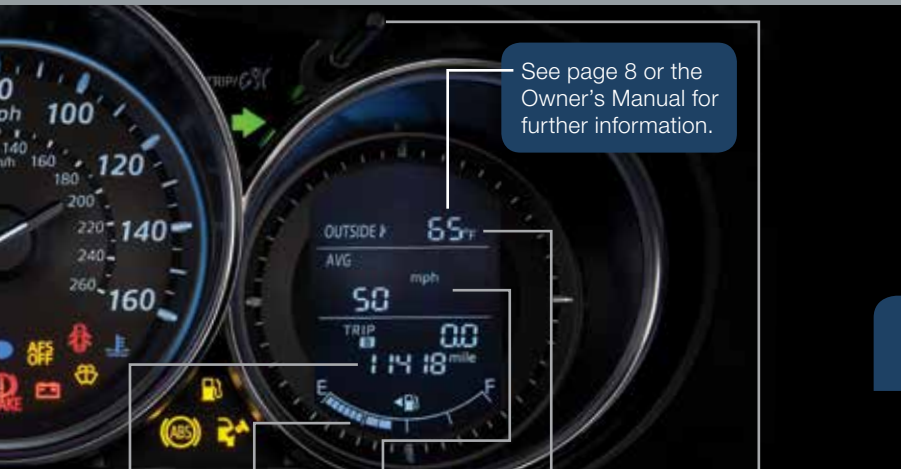 See page 8 or the
Owner's Manual for
further information.
TRIP/
mph
100
120
140
160
140
160
180
200
220
240
260
OUTSIDE
65°F
AVG
mph
50
TRIP B
0.0
11418 mile
E
F
AFS
OFF
(ABS)